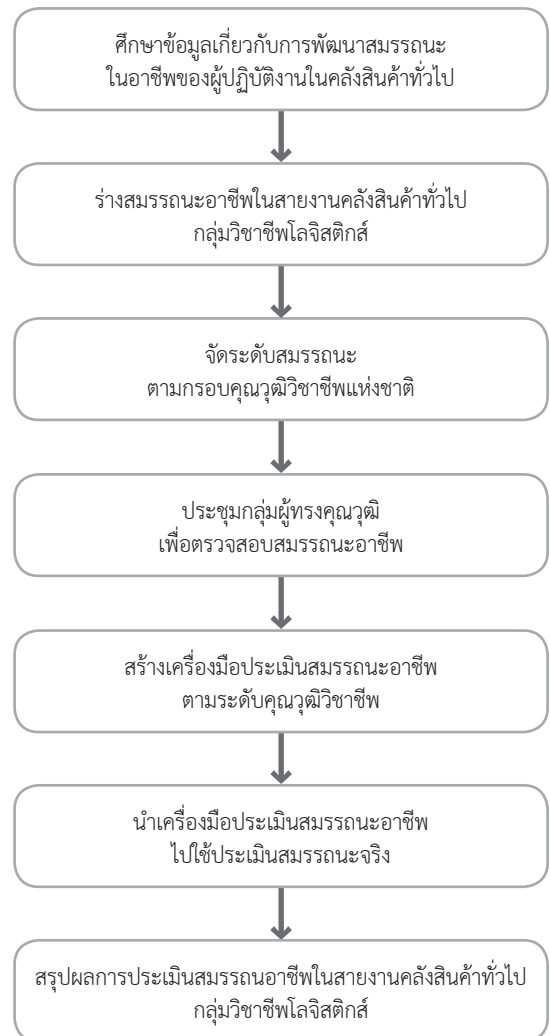 ศึกษาข้อมูลเกี่ยวกับการพัฒนาสมรรถนะ
ในอาชีพของผู้ปฏิบัติงานในคลังสินค้าทั่วไป
ร่างสมรรถนะอาชีพในสายงานคลังสินค้าทั่วไป
กลุ่มวิชาชีพโลจิสติกส์
จัดระดับสมรรถนะ
ตามกรอบคุณวุฒิวิชาชีพแห่งชาติ
ประชุมกลุ่มผู้ทรงคุณวุฒิ
เพื่อตรวจสอบสมรรถนะอาชีพ
สร้างเครื่องมือประเมินสมรรถนะอาชีพ
ตามระดับคุณวุฒิวิชาชีพ
นำเครื่องมือประเมินสมรรถนะอาชีพ
ไปใช้ประเมินสมรรถนะจริง
สรุปผลการประเมินสมรรถนอาชีพในสายงานคลังสินค้าทั่วไป
กลุ่มวิชาชีพโลจิสติกส์